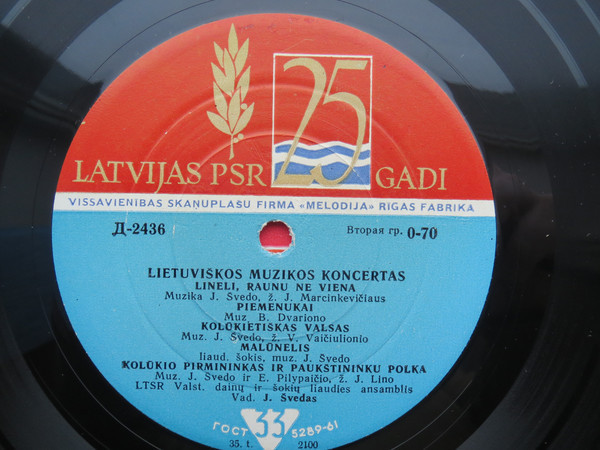 25
LATVIJAS PSR GADI
VISSAVIENĪBAS SKAŅUPLAŠU FIRMA «MELODIJA» RĪGAS FABRIKA
Д-2436 Вторая гр. 0-70
LIETUVIŠKOS MUZIKOS KONCERTAS
LINELI, RAUNU NE VIENA
Muzika J. Švedo, ž. J. Marcinkevičiaus
PIEMENUKAI
Muz. B. Dvariono
KOLŪKIETIŠKAS VALSAS
Muz. J. Švedo, ž. V. Vaičiulionio
MALŪNELIS
liaud. šokis, muz. J. Švedo
KOLŪKIO PIRMININKAS IR PAUKŠTININKU POLKA
Muz. J. Švedo ir E. Pilypaičio, ž. J. Lino
LTSR Valst. dainų ir šokių liaudies ansamblis
Vad. J. Švedas
ГОСТ 33 5289-61
35. t. 2100